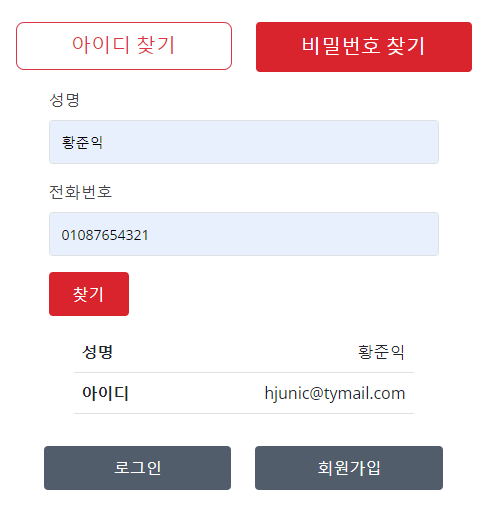 아이디 찾기 비밀번호 찾기
성명
황준익
전화번호
01087654321
찾기
성명 황준익
아이디 hjunic@tymail.com
로그인 회원가입